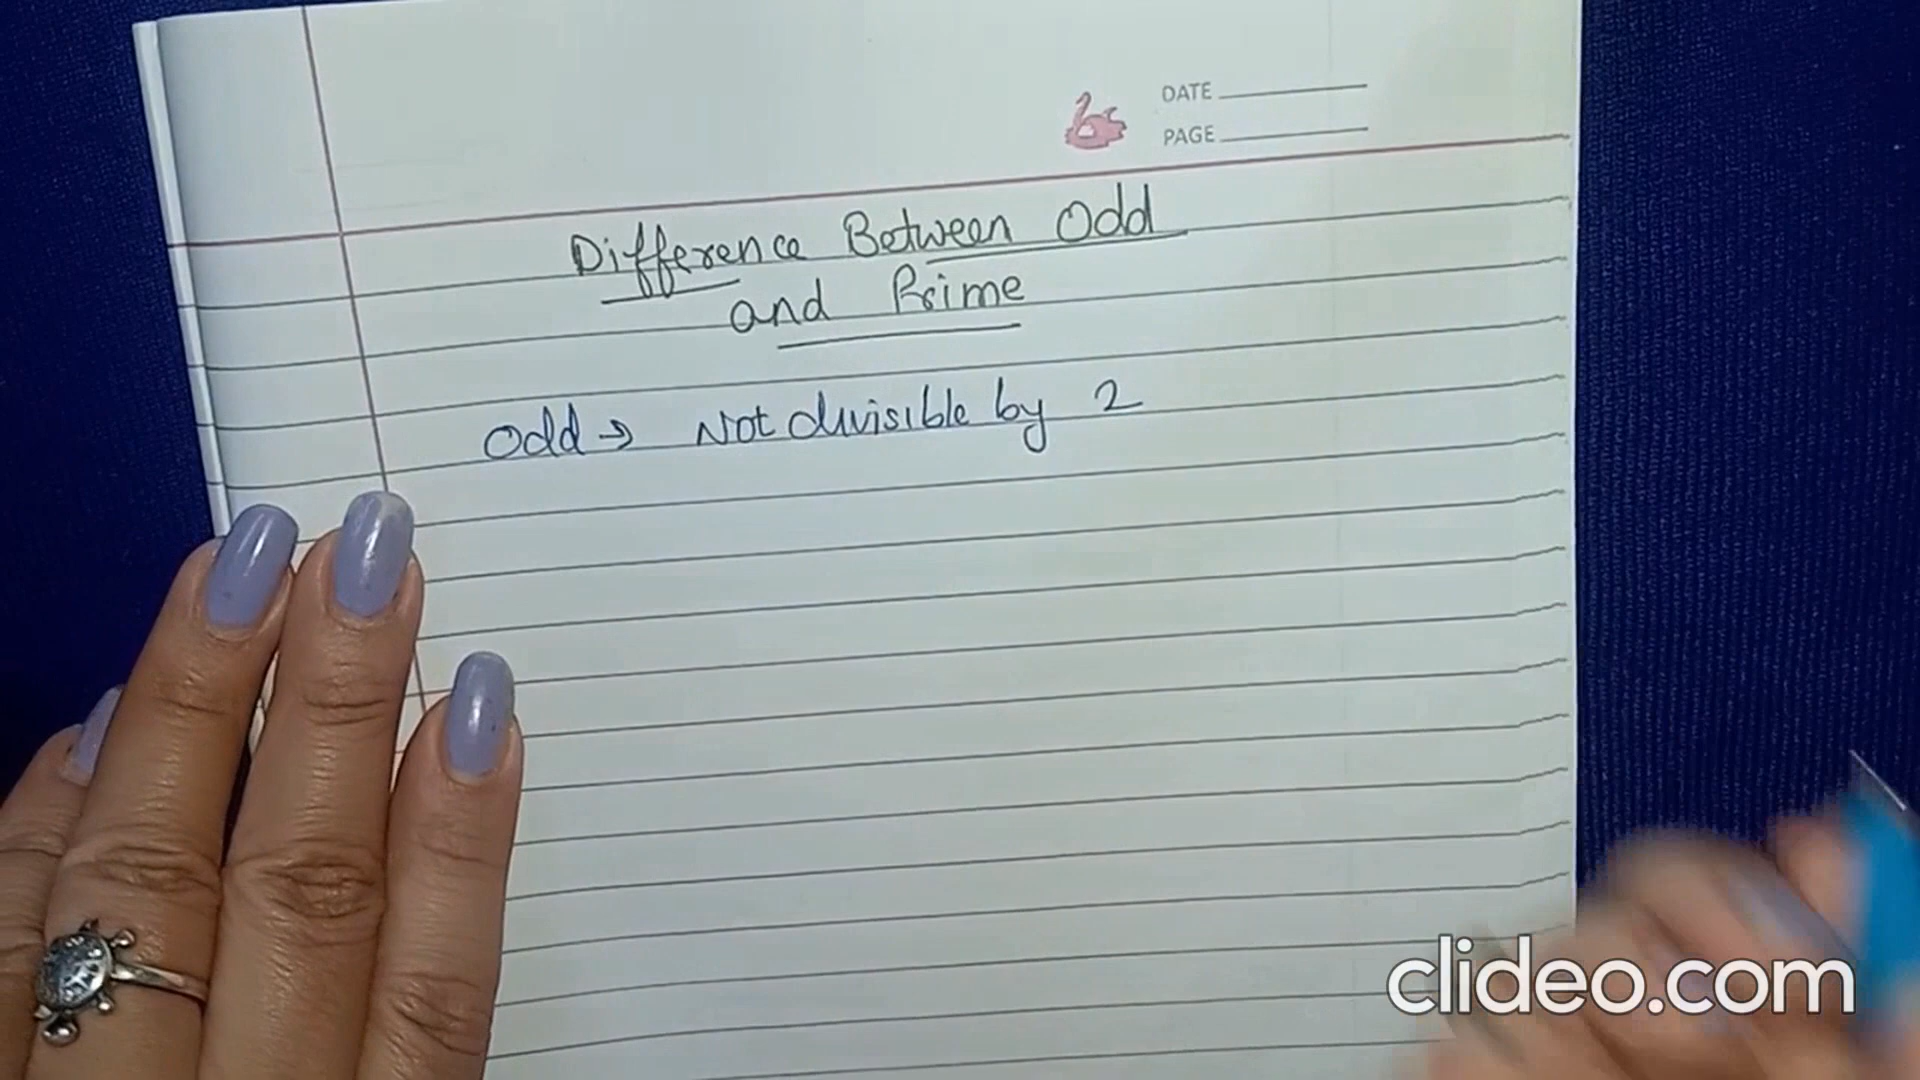 DATE
PAGE
Difference Between Odd
and Prime
Odd → Not divisible by 2
clideo.com